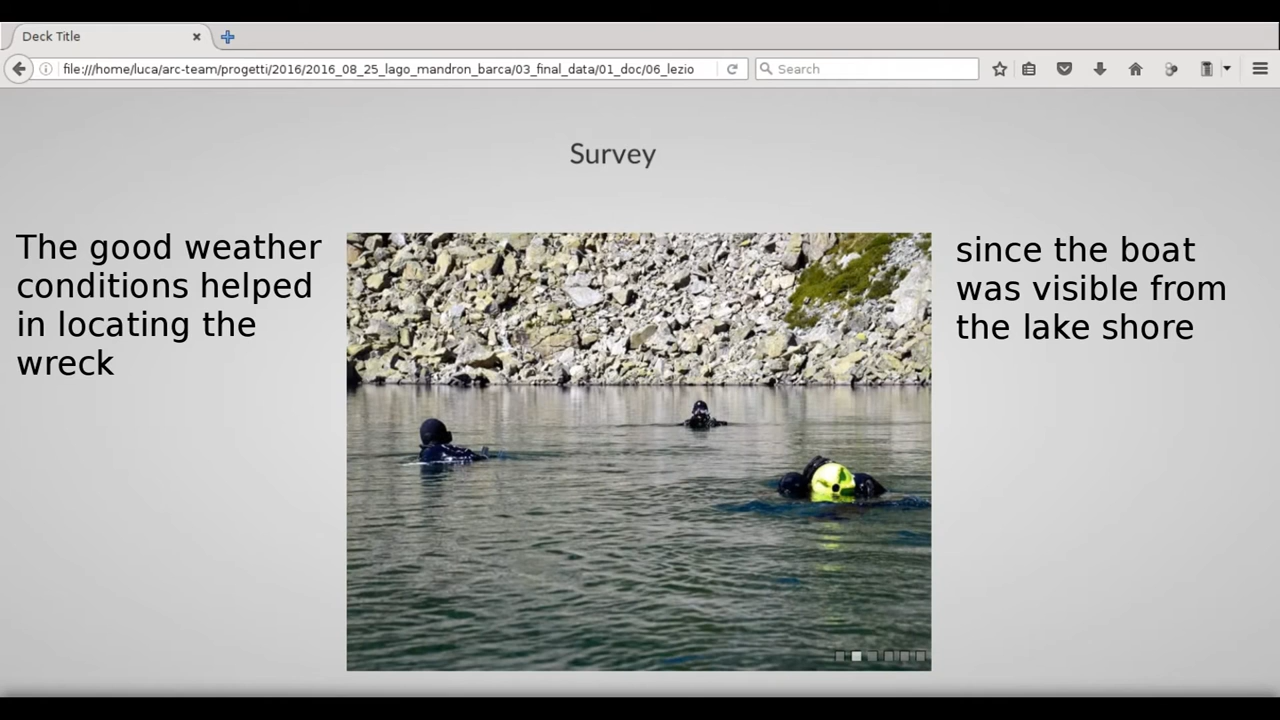 Deck Title
file:///home/luca/arc-team/progetti/2016/2016_08_25_lago_mandron_barca/03_final_data/01_doc/06_lezio
Search
Survey
The good weather
conditions helped
in locating the
wreck
since the boat
was visible from
the lake shore